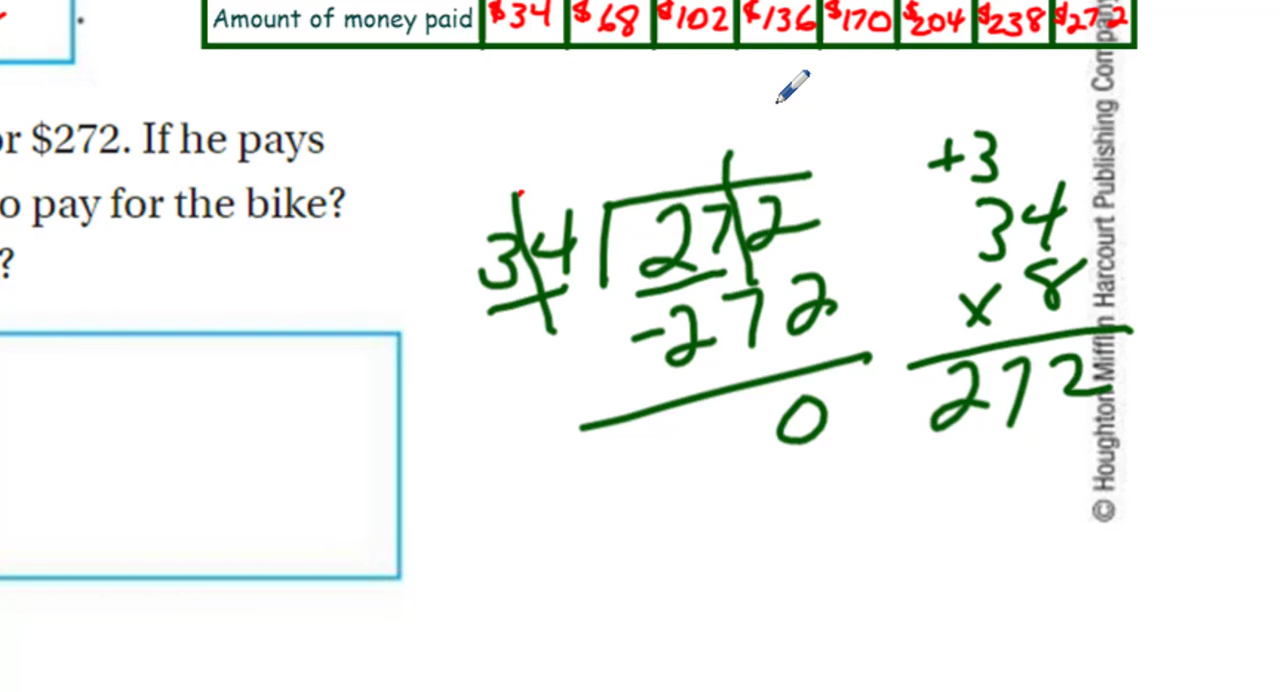 Amount of money paid $34 $68 $102 $136 $170 $204 $238 $272
or $272. If he pays
o pay for the bike?
?
+3
34 272 34
-272 x 8
0 272
© Houghton Mifflin Harcourt Publishing Company